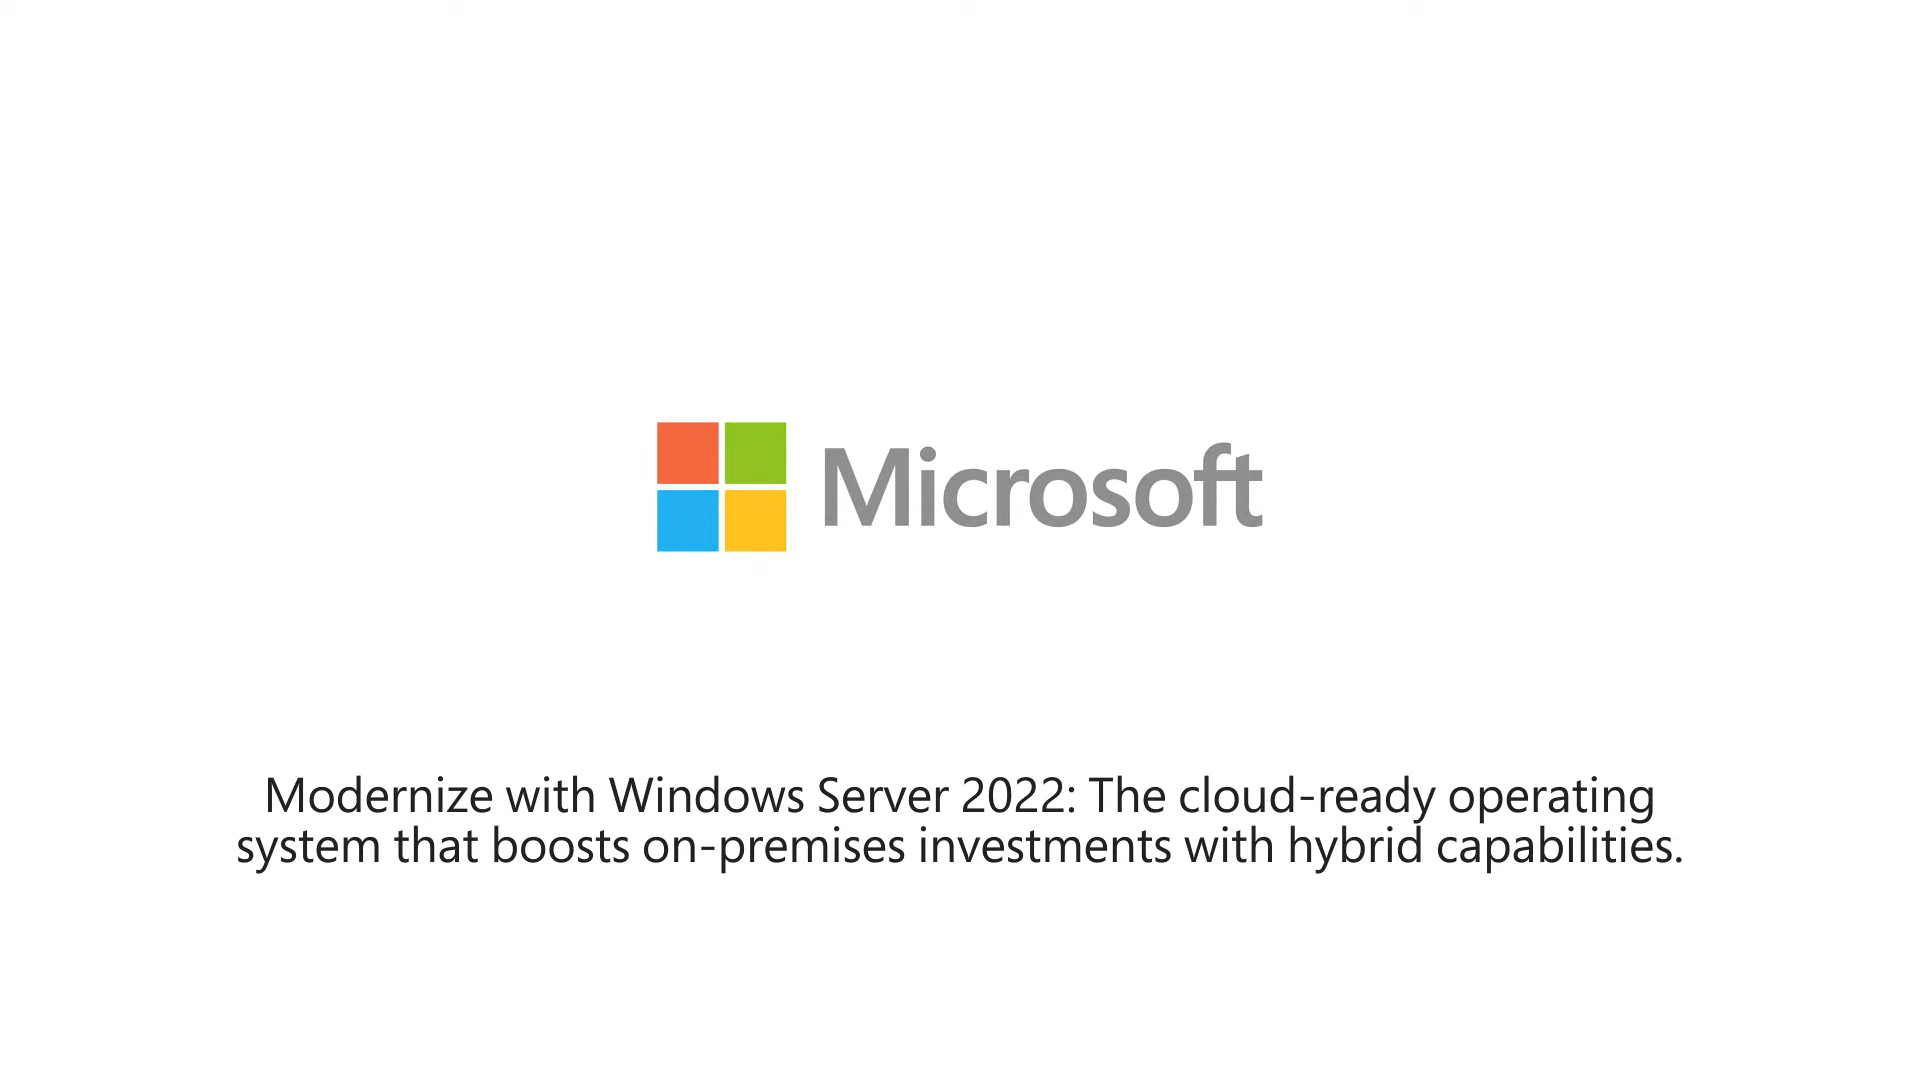 Microsoft
Modernize with Windows Server 2022: The cloud-ready operating
system that boosts on-premises investments with hybrid capabilities.